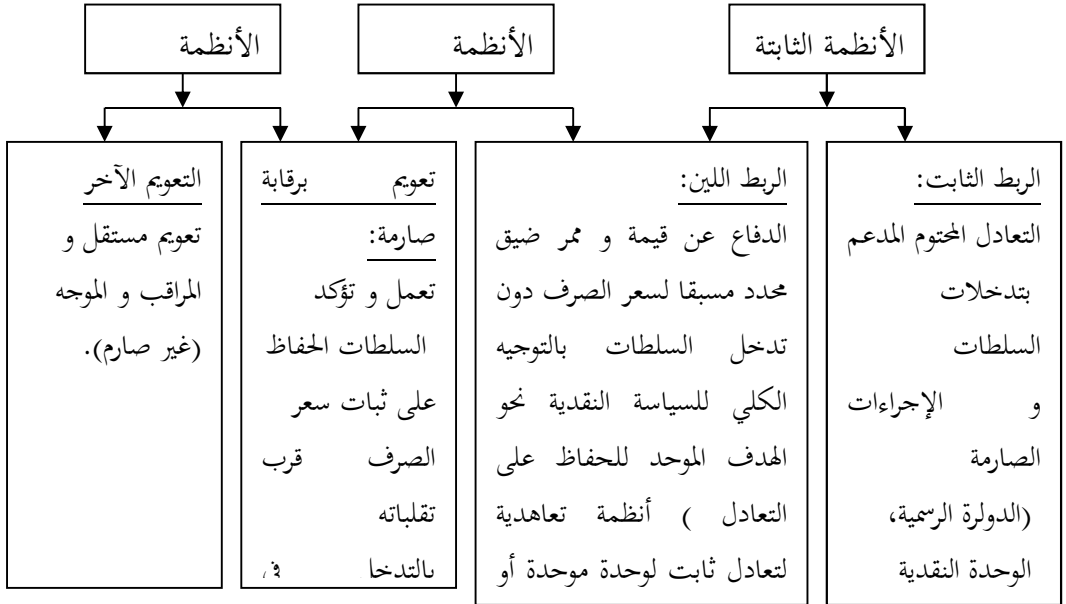 الأنظمة الثابتة
الأنظمة
الأنظمة
الربط الثابت:
التعادل المحتوم المدعم
بتدخلات
السلطات
و الإجراءات
الصارمة
(الدولرة الرسمية،
الوحدة النقدية
الربط اللين:
الدفاع عن قيمة و ممر ضيق
محدد مسبقا لسعر الصرف دون
تدخل السلطات بالتوجيه
الكلي للسياسة النقدية نحو
الهدف الموحد للحفاظ على
التعادل ) أنظمة تعاهدية
لتعادل ثابت لوحدة موحدة أو
تعويم برقابة
صارمة:
تعمل و تؤكد
السلطات الحفاظ
على ثبات سعر
الصرف قرب
تقلباته
التعويم الآخر
تعويم مستقل و
المراقب و الموجه
(غير صارم).